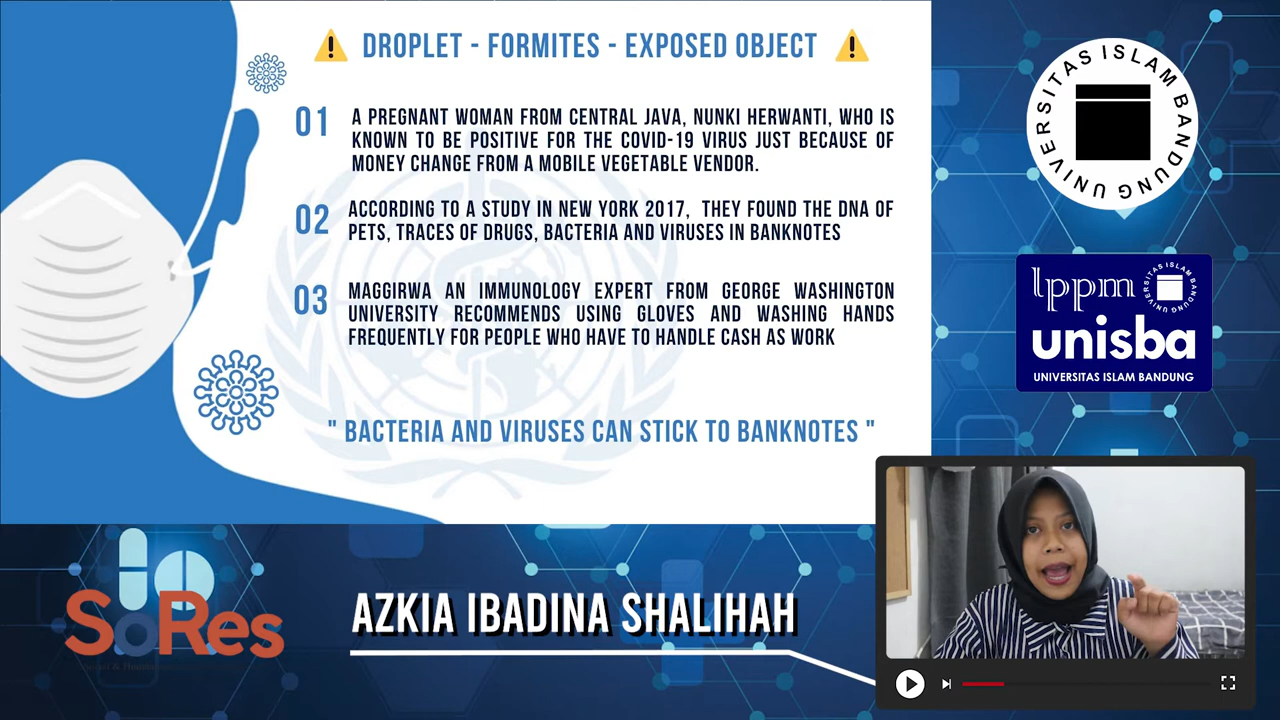 DROPLET - FORMITES - EXPOSED OBJECT
01
A PREGNANT WOMAN FROM CENTRAL JAVA, NUNKI HERWANTI, WHO IS
KNOWN TO BE POSITIVE FOR THE COVID-19 VIRUS JUST BECAUSE OF
MONEY CHANGE FROM A MOBILE VEGETABLE VENDOR.
02
ACCORDING TO A STUDY IN NEW YORK 2017, THEY FOUND THE DNA OF
PETS, TRACES OF DRUGS, BACTERIA AND VIRUSES IN BANKNOTES
03
MAGGIRWA AN IMMUNOLOGY EXPERT FROM GEORGE WASHINGTON
UNIVERSITY RECOMMENDS USING GLOVES AND WASHING HANDS
FREQUENTLY FOR PEOPLE WHO HAVE TO HANDLE CASH AS WORK
" BACTERIA AND VIRUSES CAN STICK TO BANKNOTES "
UNIVERSITAS ISLAM BANDUNG
lppm
UNIVERSITAS ISLAM BANDUNG
unisba
UNIVERSITAS ISLAM BANDUNG
SoRes
AZKIA IBADINA SHALIHAH